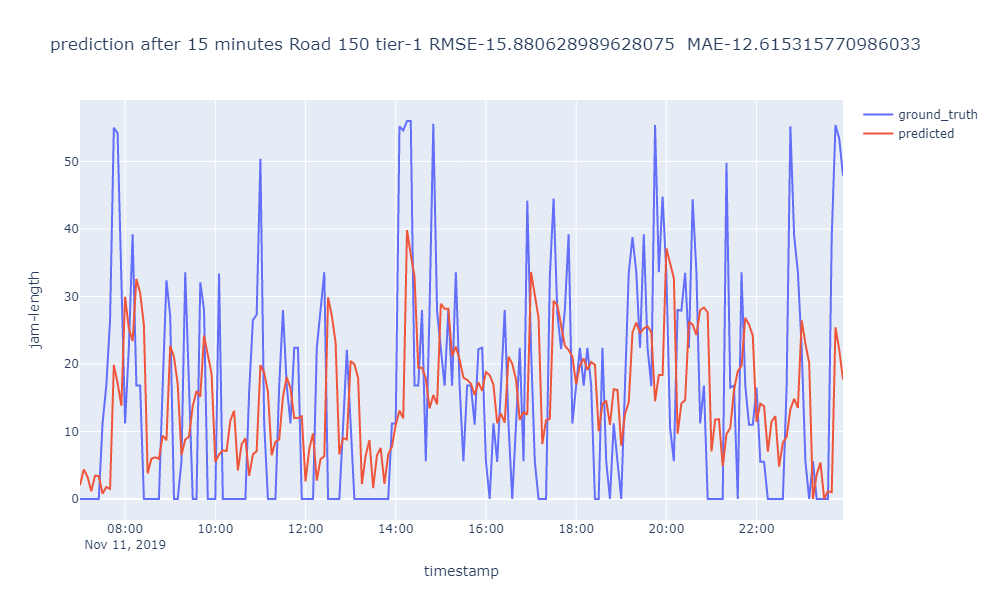 prediction after 15 minutes Road 150 tier-1 RMSE-15.880628989628075 MAE-12.615315770986033
ground_truth
predicted
50
40
30
20
10
0
jam-length
08:00 10:00 12:00 14:00 16:00 18:00 20:00 22:00
Nov 11, 2019
timestamp